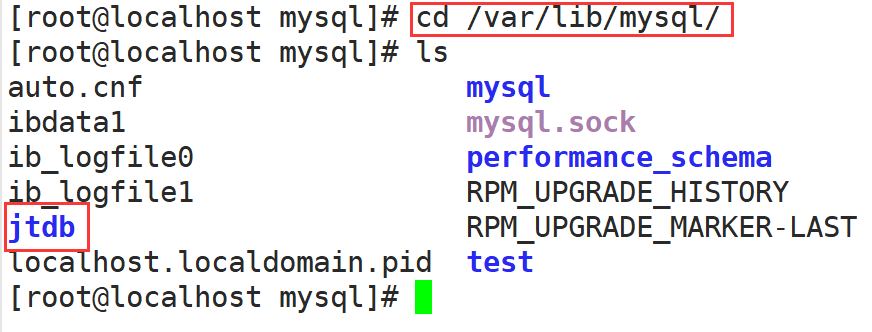 [root@localhost mysql]# cd /var/lib/mysql/
[root@localhost mysql]# ls
auto.cnf                   mysql
ibdata1                    mysql.sock
ib_logfile0                performance_schema
ib_logfile1                RPM_UPGRADE_HISTORY
jtdb                       RPM_UPGRADE_MARKER-LAST
localhost.localdomain.pid  test
[root@localhost mysql]#